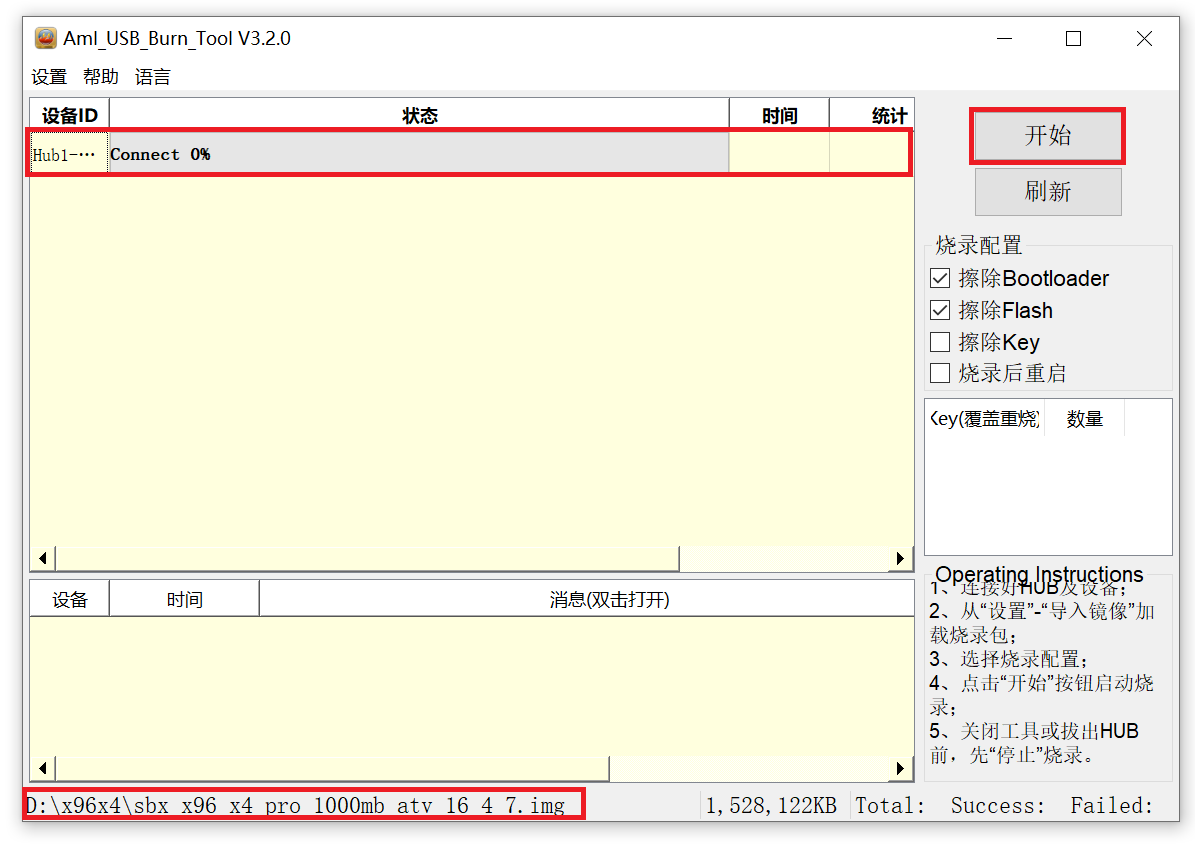 Aml_USB_Burn_Tool V3.2.0
设置 帮助 语言
设备ID 状态 时间 统计
Hub1-··· Connect 0%
开始
刷新
烧录配置
擦除Bootloader
擦除Flash
擦除Key
烧录后重启
Key(覆盖重烧) 数量
设备 时间 消息(双击打开)
Operating Instructions
1、连接好HUB及设备；
2、从“设置”-“导入镜像”加
载烧录包；
3、选择烧录配置；
4、点击“开始”按钮启动烧
录；
5、关闭工具或拔出HUB
前，先“停止”烧录。
D:\x96x4\sbx_x96_x4_pro_1000mb_atv_16_4_7.img 1,528,122KB Total: Success: Failed: